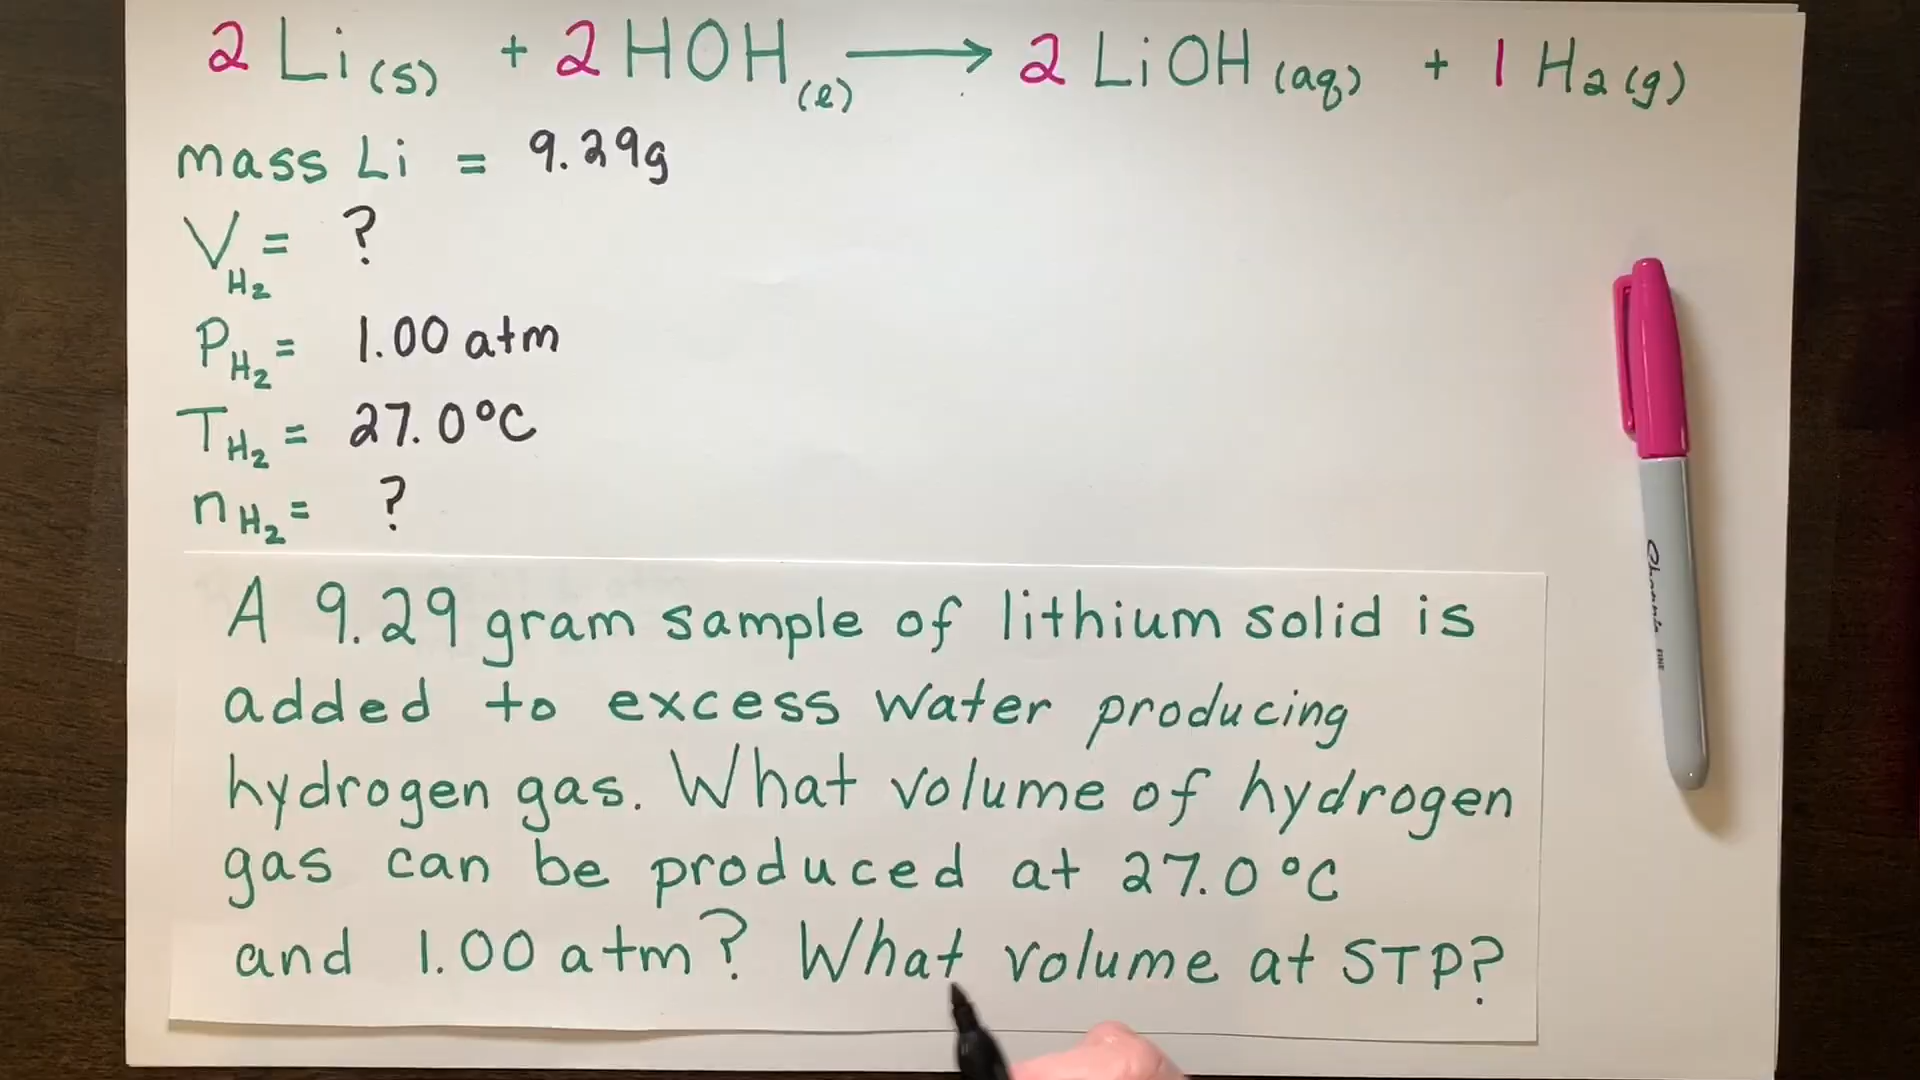 2 Li(s) + 2 HOH(l) → 2 LiOH(aq) + 1 H2(g)
mass Li = 9.29g
VH2 = ?
PH2 = 1.00 atm
TH2 = 27.0°C
nH2 = ?
A 9.29 gram sample of lithium solid is
added to excess water producing
hydrogen gas. What volume of hydrogen
gas can be produced at 27.0°C
and 1.00 atm? What volume at STP?